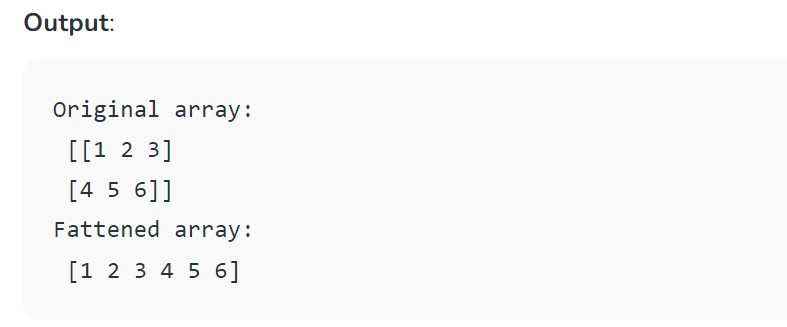 Output:
Original array:
[[1 2 3]
[4 5 6]]
Fattened array:
[1 2 3 4 5 6]